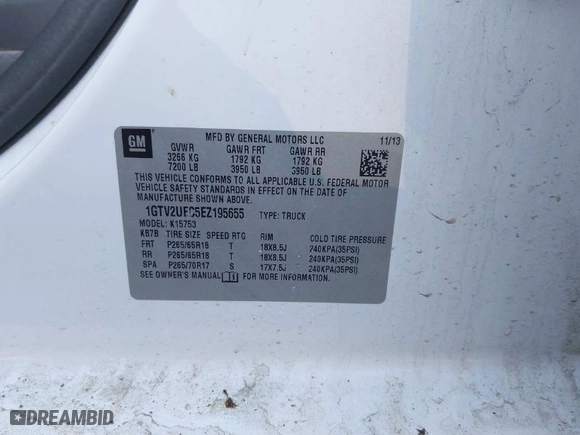 GM
MFD BY GENERAL MOTORS LLC
11/13
GVWR GAWR FRT GAWR RR
3266 KG 1792 KG 1792 KG
7200 LB 3950 LB 3950 LB
THIS VEHICLE CONFORMS TO ALL APPLICABLE U.S. FEDERAL MOTOR
VEHICLE SAFETY STANDARDS IN EFFECT ON THE DATE OF
MANUFACTURE SHOWN ABOVE.
TYPE: TRUCK
MODEL: K15753
KB7B TIRE SIZE SPEED RTG RIM COLD TIRE PRESSURE
FRT P265/65R18 T 18X8.5J 240KPA(35PSI)
RR P265/65R18 T 18X8.5J 240KPA(35PSI)
SPA P265/70R17 S 17X7.5J 240KPA(35PSI)
SEE OWNER'S MANUAL FOR MORE INFORMATION.
DREAMBID